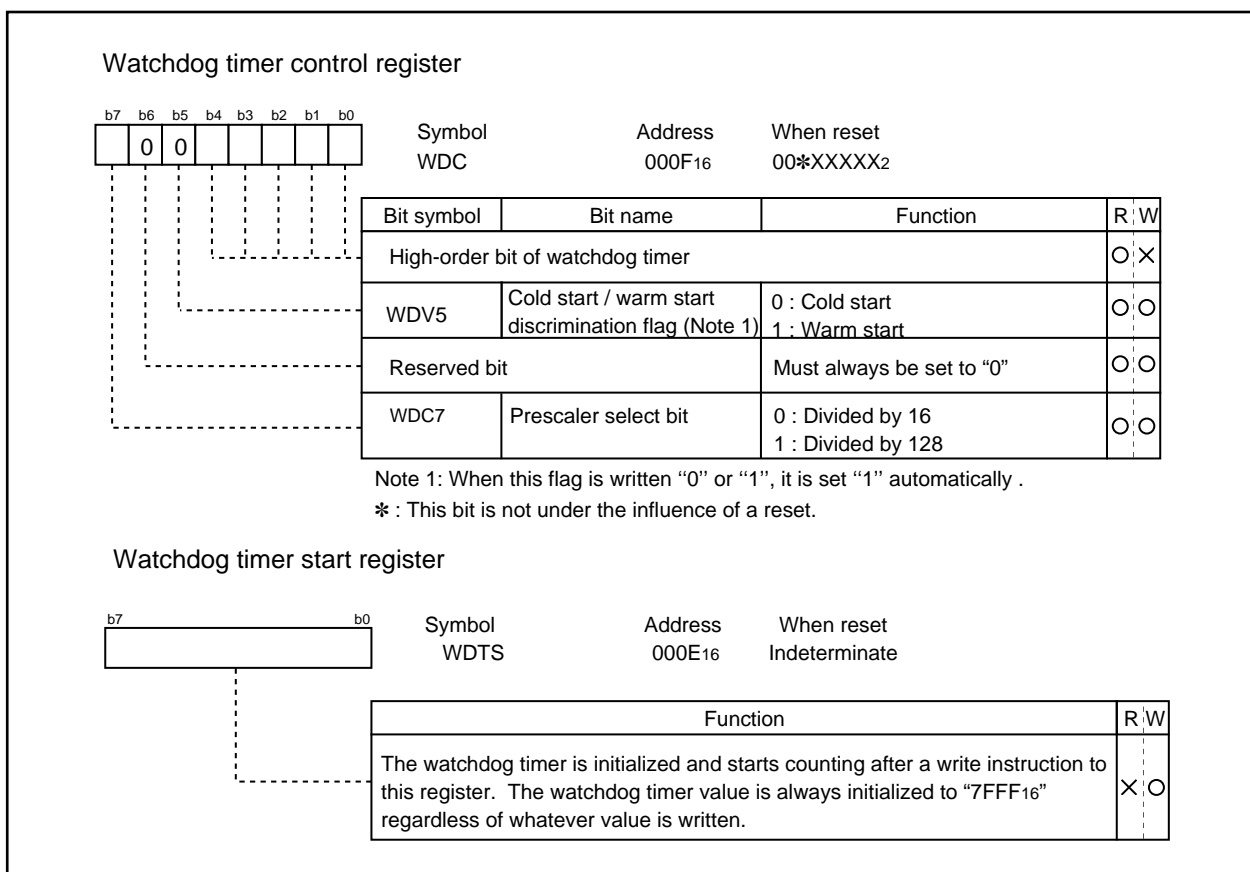 Watchdog timer control register
b7 b6 b5 b4 b3 b2 b1 b0
0 0
Symbol Address When reset
WDC 000F16 00✻XXXXX2
Bit symbol Bit name Function R W
High-order bit of watchdog timer O X
WDV5 Cold start / warm start discrimination flag (Note 1) 0 : Cold start 1 : Warm start O O
Reserved bit Must always be set to “0” O O
WDC7 Prescaler select bit 0 : Divided by 16 1 : Divided by 128 O O
Note 1: When this flag is written ‘‘0’’ or ‘‘1’’, it is set ‘‘1’’ automatically .
✻ : This bit is not under the influence of a reset.
Watchdog timer start register
b7 b0
Symbol Address When reset
WDTS 000E16 Indeterminate
Function R W
The watchdog timer is initialized and starts counting after a write instruction to
this register. The watchdog timer value is always initialized to “7FFF16”
regardless of whatever value is written.
X O